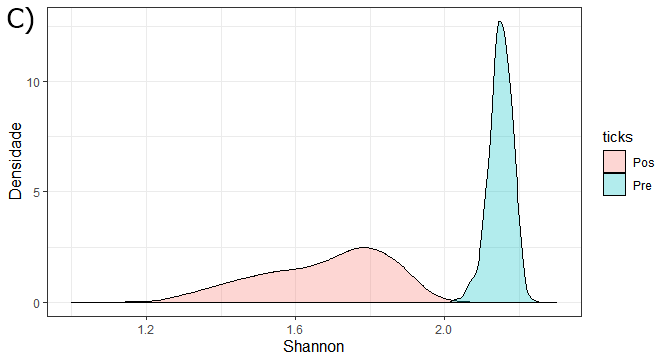 C)
Densidade
10
5
0
1.2
1.6
2.0
Shannon
ticks
Pos
Pre